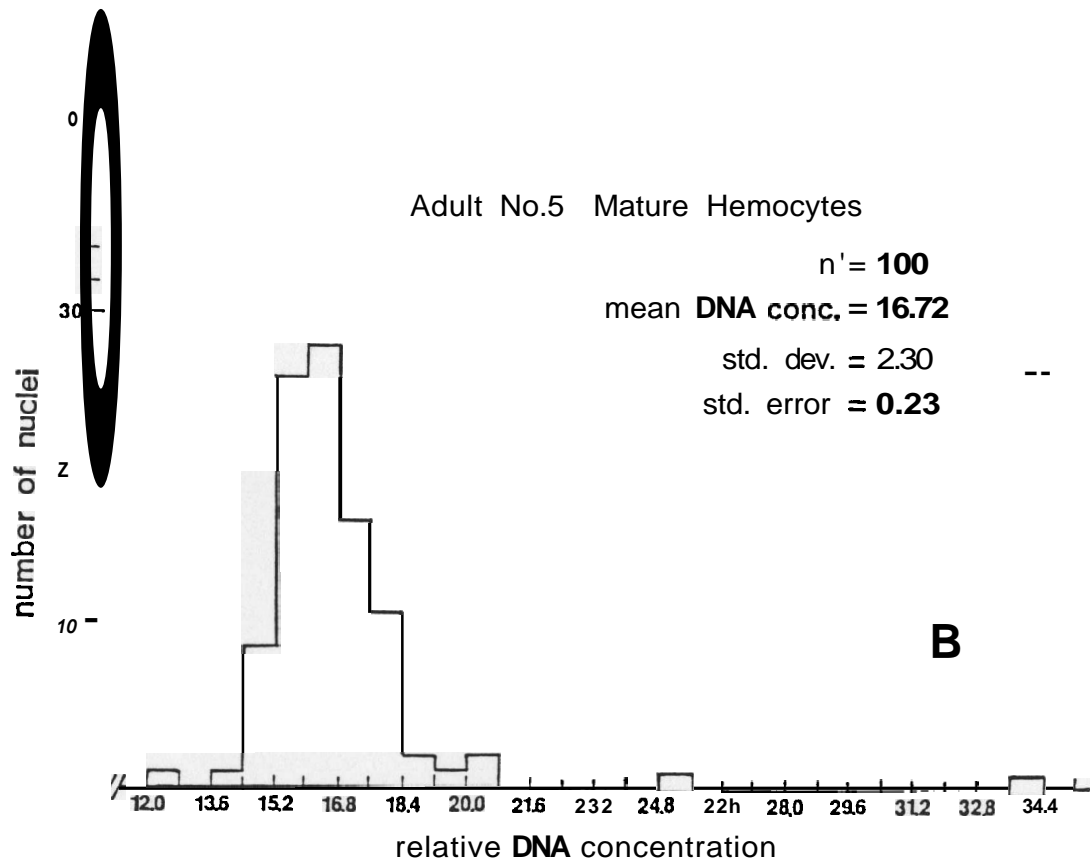 0
Adult No.5 Mature Hemocytes
n'= 100
30
mean DNA conc. = 16.72
std. dev. = 2.30
--
std. error = 0.23
number of nuclei
Z
10
B
12.0 13.6 15.2 16.8 18.4 20.0 21.6 23.2 24.8 22h 28.0 29.6 31.2 32.8 34.4
relative DNA concentration